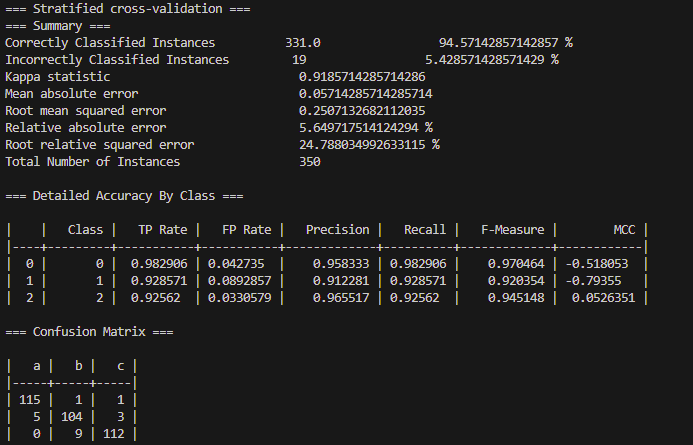 === Stratified cross-validation ===
=== Summary ===
Correctly Classified Instances 331.0 94.57142857142857 %
Incorrectly Classified Instances 19 5.428571428571429 %
Kappa statistic 0.9185714285714286
Mean absolute error 0.05714285714285714
Root mean squared error 0.2507132682112035
Relative absolute error 5.649717514124294 %
Root relative squared error 24.788034992633115 %
Total Number of Instances 350
=== Detailed Accuracy By Class ===
| | Class | TP Rate | FP Rate | Precision | Recall | F-Measure | MCC |
|----+---------+-----------+-----------+-------------+----------+-------------+------------|
| 0 | 0 | 0.982906 | 0.042735 | 0.958333 | 0.982906 | 0.970464 | -0.518053 |
| 1 | 1 | 0.928571 | 0.0892857 | 0.912281 | 0.928571 | 0.920354 | -0.79355 |
| 2 | 2 | 0.92562 | 0.0330579 | 0.965517 | 0.92562 | 0.945148 | 0.0526351 |
=== Confusion Matrix ===
| a | b | c |
|-----+-----+-----|
| 115 | 1 | 1 |
| 5 | 104 | 3 |
| 0 | 9 | 112 |